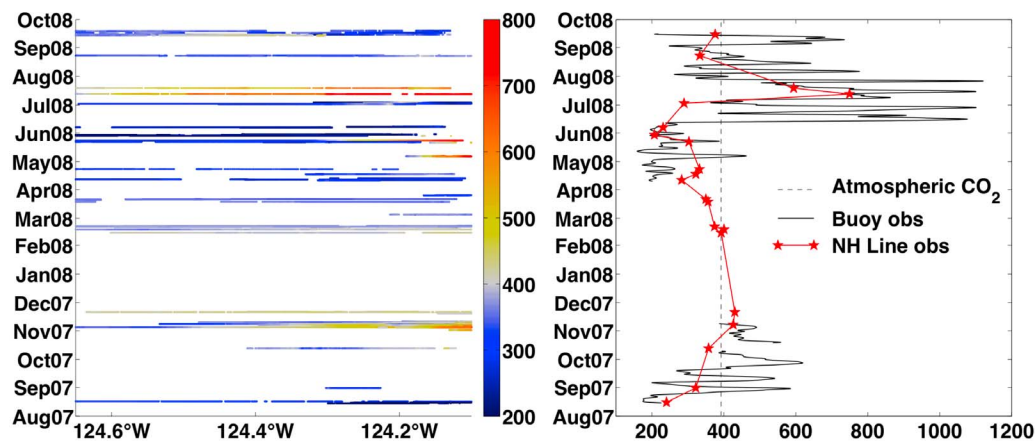 Oct08
Sep08
Aug08
Jul08
Jun08
May08
Apr08
Mar08
Feb08
Jan08
Dec07
Nov07
Oct07
Sep07
Aug07
124.6°W 124.4°W 124.2°W
800
700
600
500
400
300
200
Oct08
Sep08
Aug08
Jul08
Jun08
May08
Apr08
Mar08
Feb08
Jan08
Dec07
Nov07
Oct07
Sep07
Aug07
Atmospheric CO2
Buoy obs
NH Line obs
200 400 600 800 1000 1200